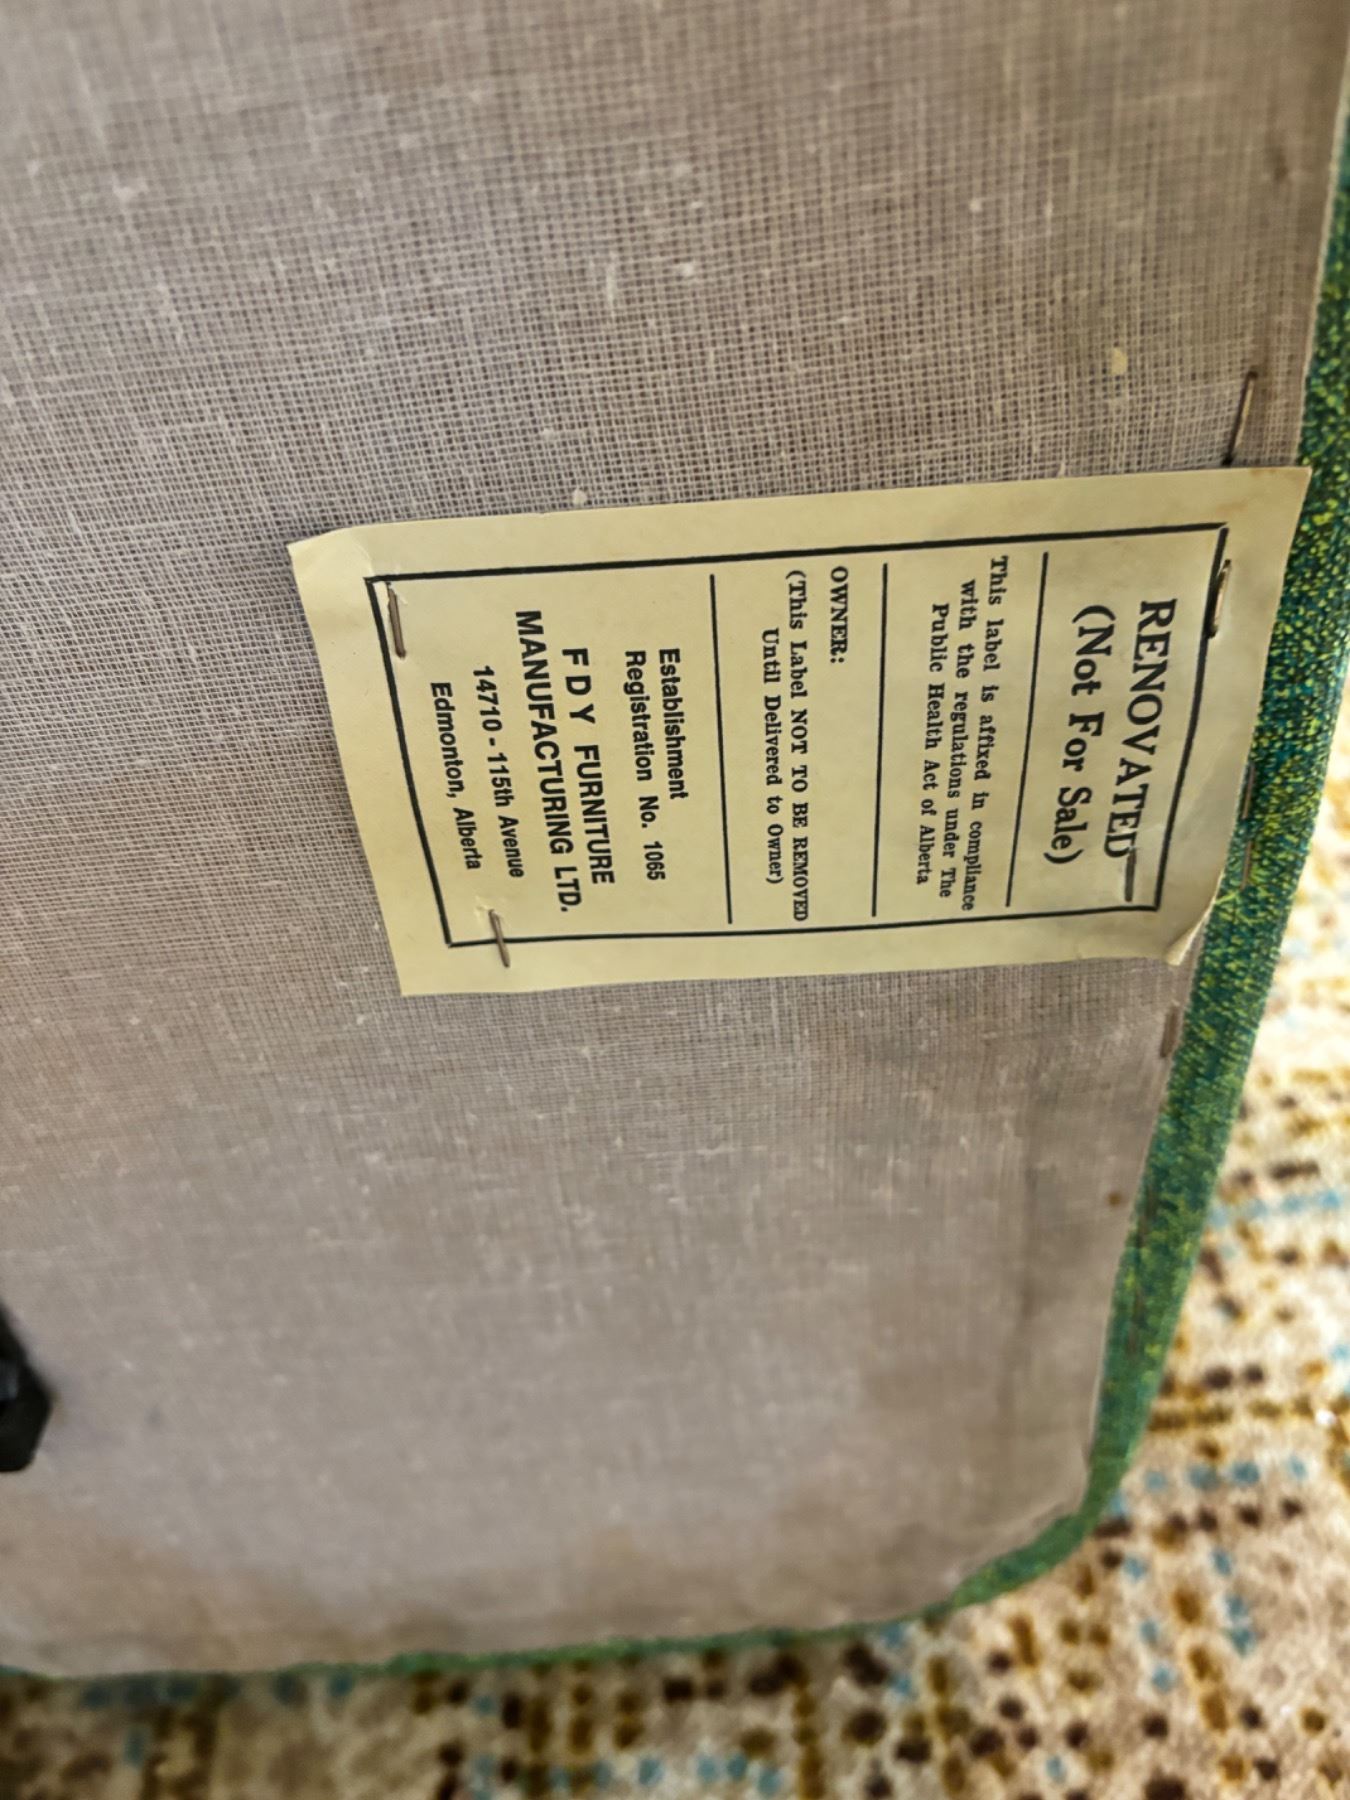 RENOVATED
(Not For Sale)
This label is affixed in compliance
with the regulations under The
Public Health Act of Alberta
OWNER:
(This Label NOT TO BE REMOVED
Until Delivered to Owner)
Establishment
Registration No. 1065
FDY FURNITURE
MANUFACTURING LTD.
14710 - 115th Avenue
Edmonton, Alberta